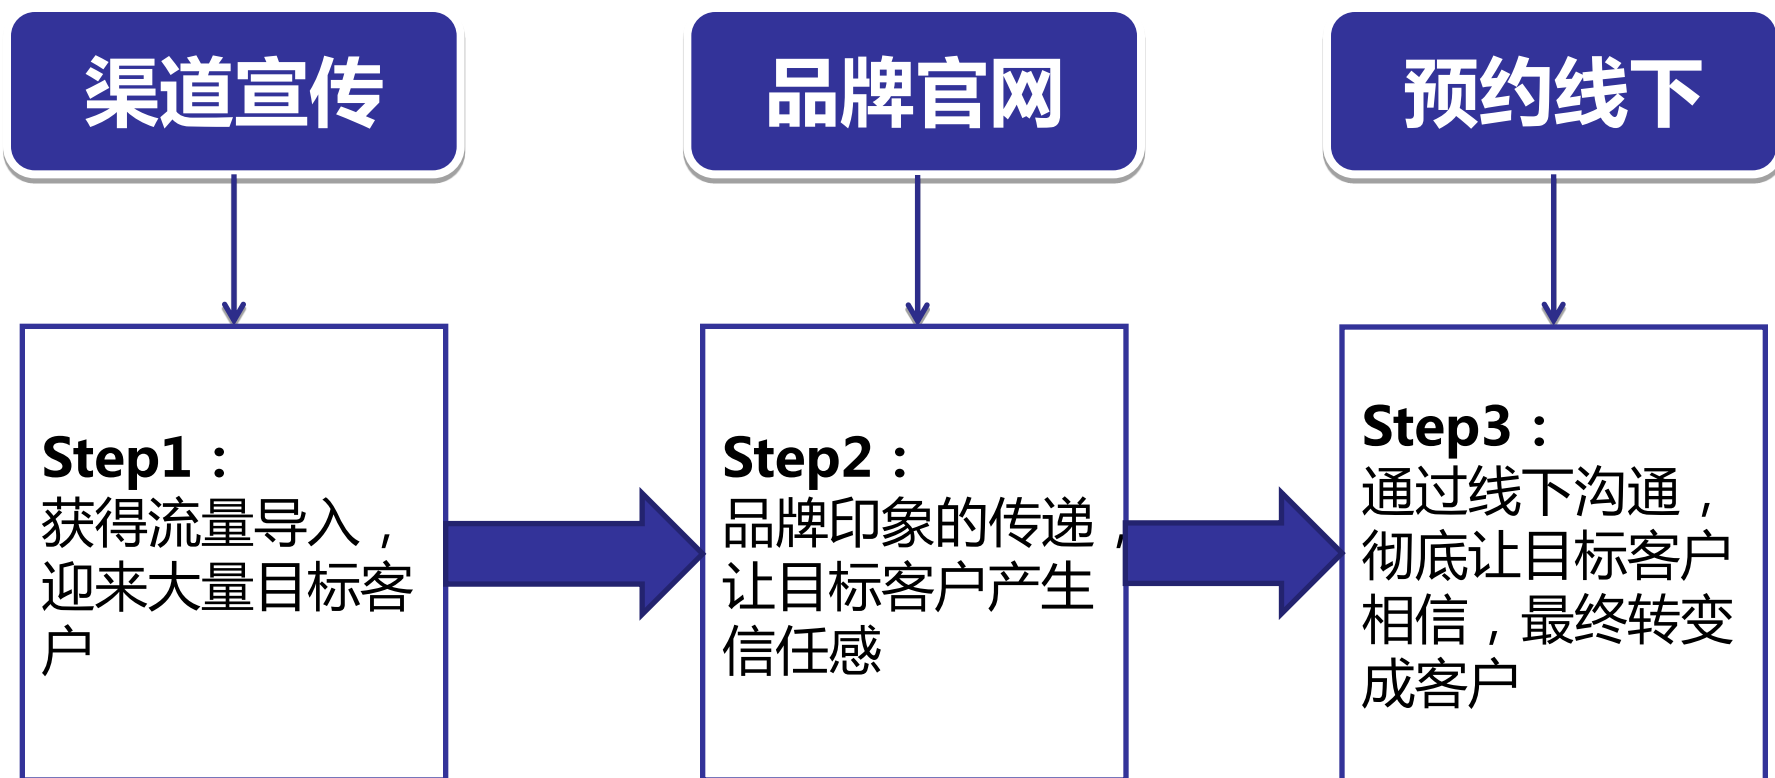 渠道宣传
品牌官网
预约线下
Step1：
获得流量导入，
迎来大量目标客
户
Step2：
品牌印象的传递，
让目标客户产生
信任感
Step3：
通过线下沟通，
彻底让目标客户
相信，最终转变
成客户